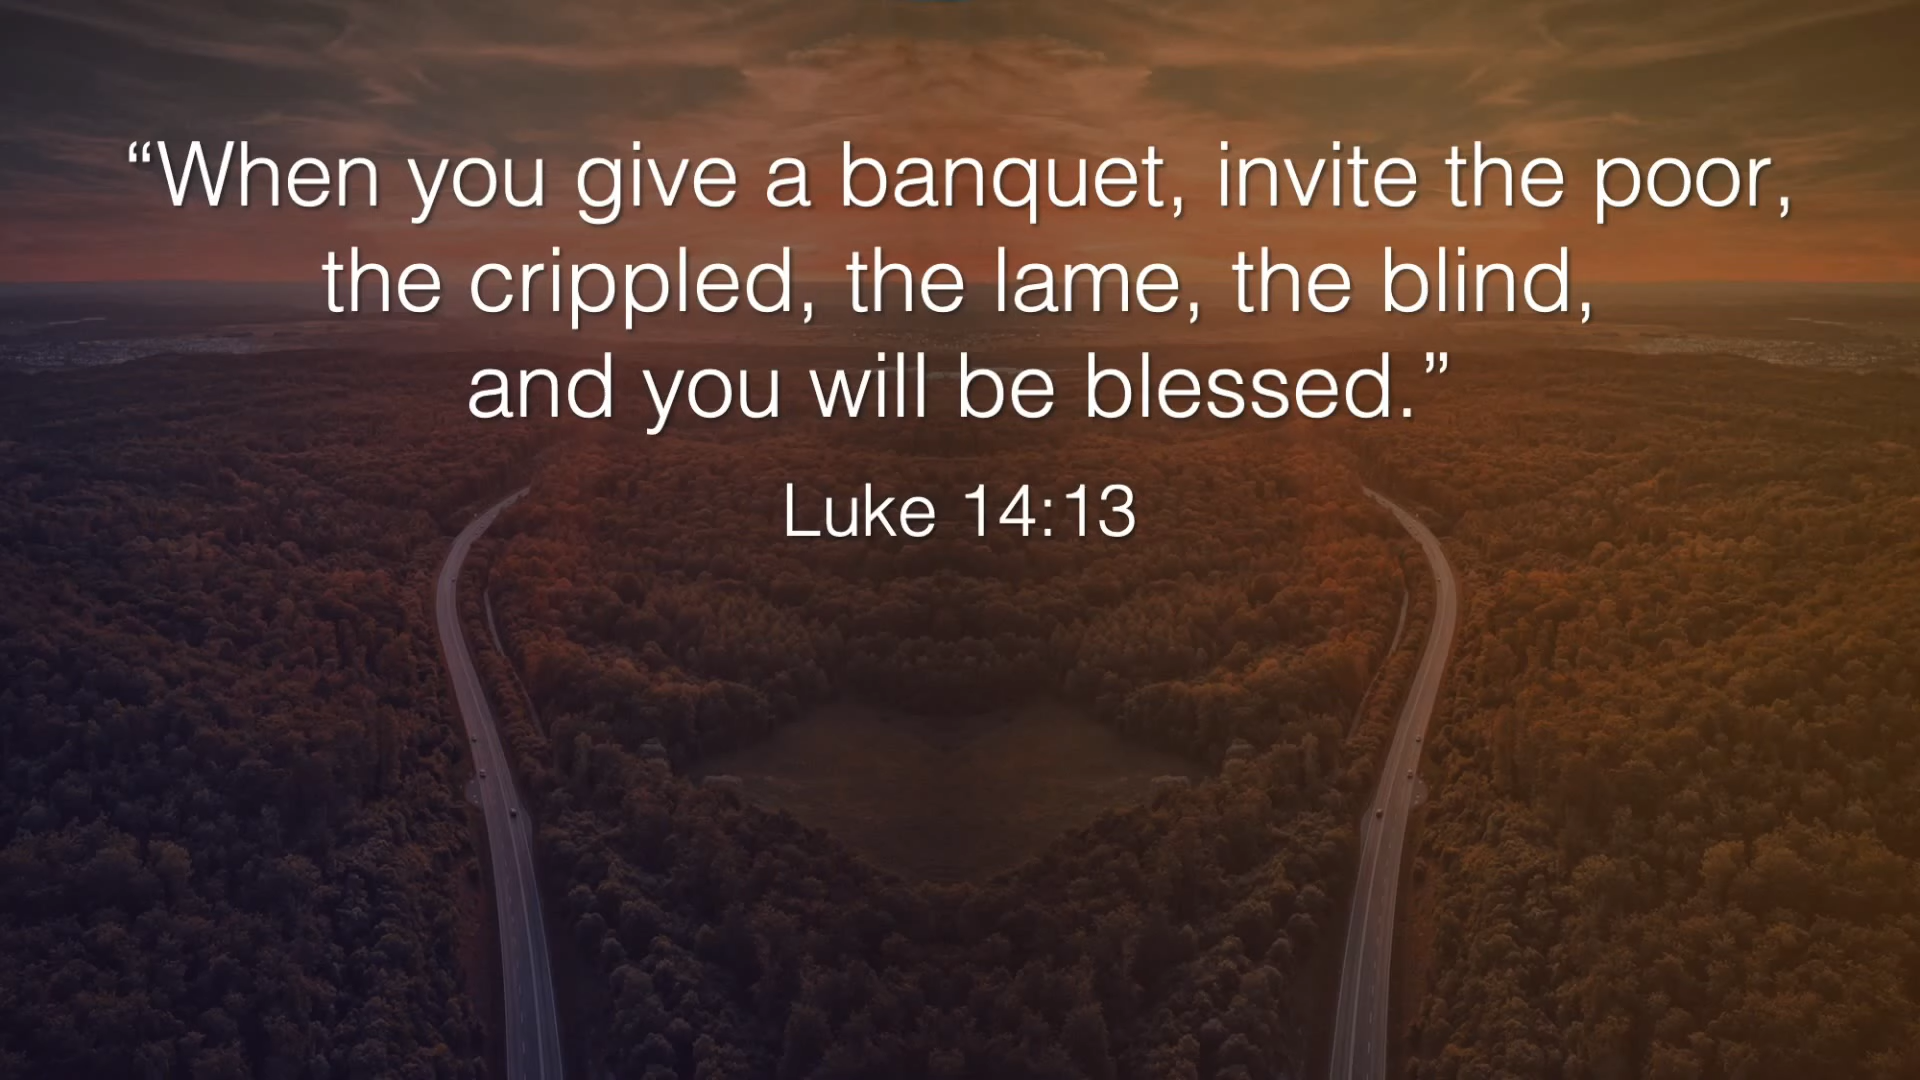 “When you give a banquet, invite the poor,
the crippled, the lame, the blind,
and you will be blessed.”
Luke 14:13